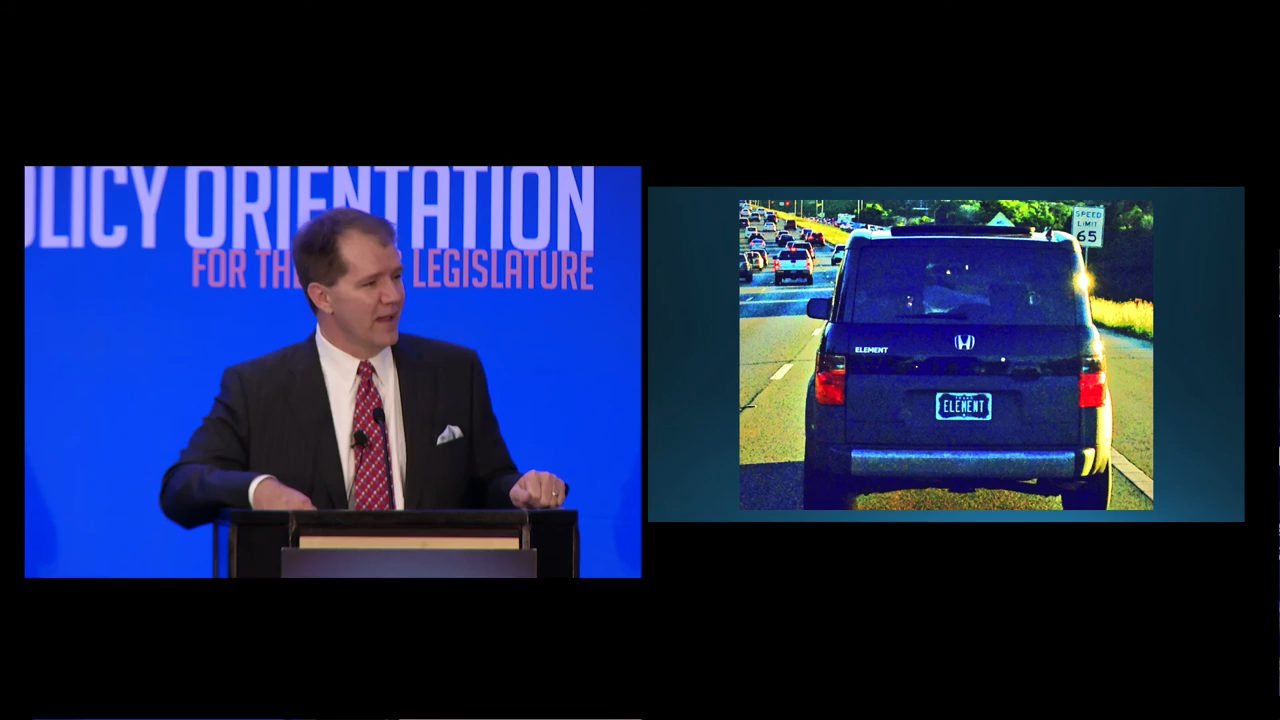 OLICY ORIENTATION
FOR TH LEGISLATURE
SPEED
LIMIT
65
ELEMENT
TEXAS
ELEMENT